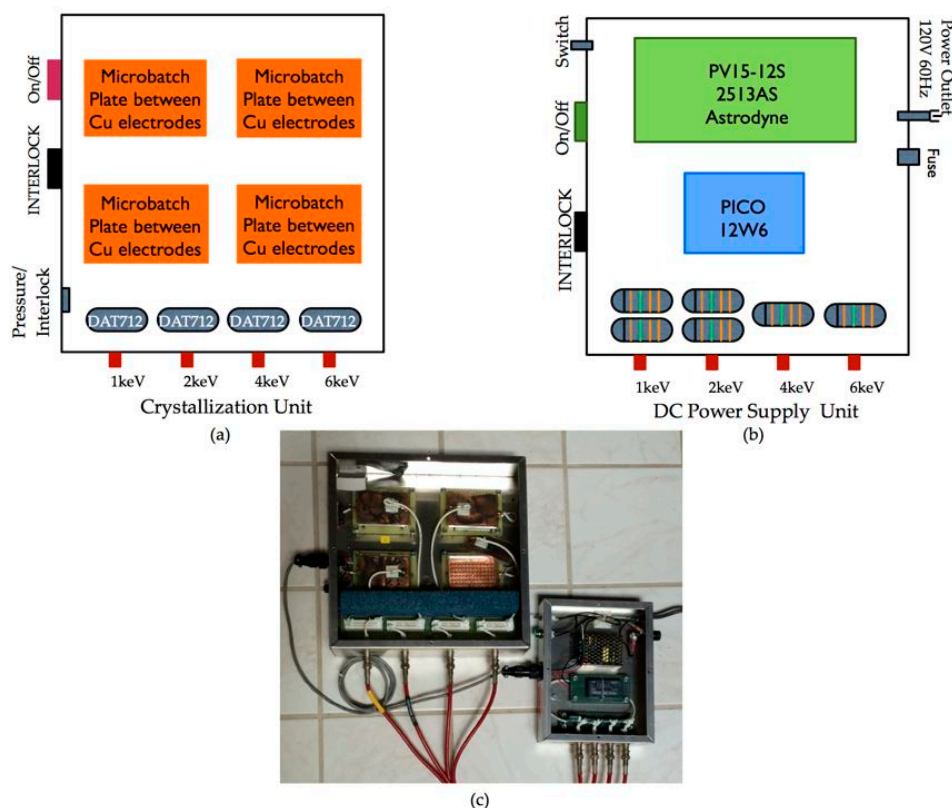 On/Off
INTERLOCK
Pressure/
Interlock
Microbatch
Plate between
Cu electrodes
Microbatch
Plate between
Cu electrodes
Microbatch
Plate between
Cu electrodes
Microbatch
Plate between
Cu electrodes
DAT712 DAT712 DAT712 DAT712
1keV 2keV 4keV 6keV
Crystallization Unit
(a)
Switch
On/Off
INTERLOCK
PV15-12S
2513AS
Astrodyne
PICO
12W6
Power Outlet
120V 60Hz
Fuse
1keV 2keV 4keV 6keV
DC Power Supply Unit
(b)
(c)